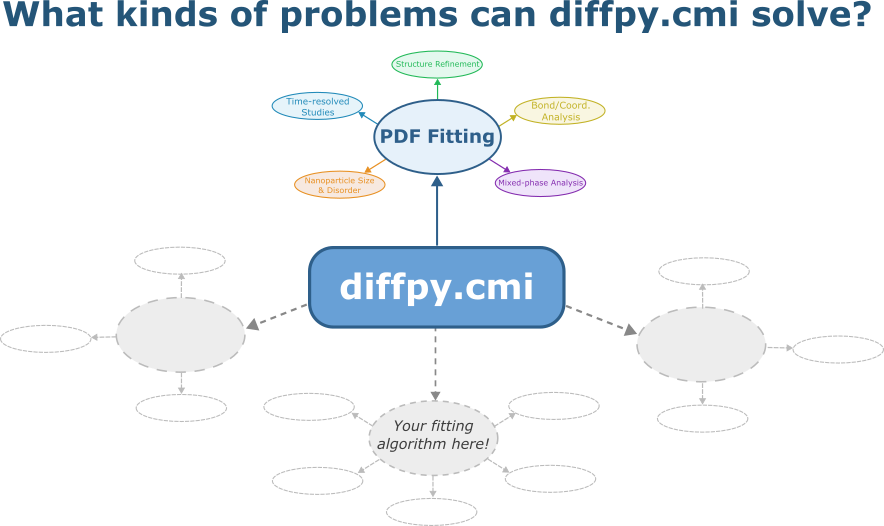 What kinds of problems can diffpy.cmi solve?
Structure Refinement
Time-resolved
Studies
Bond/Coord.
Analysis
PDF Fitting
Nanoparticle Size
& Disorder
Mixed-phase Analysis
diffpy.cmi
Your fitting
algorithm here!